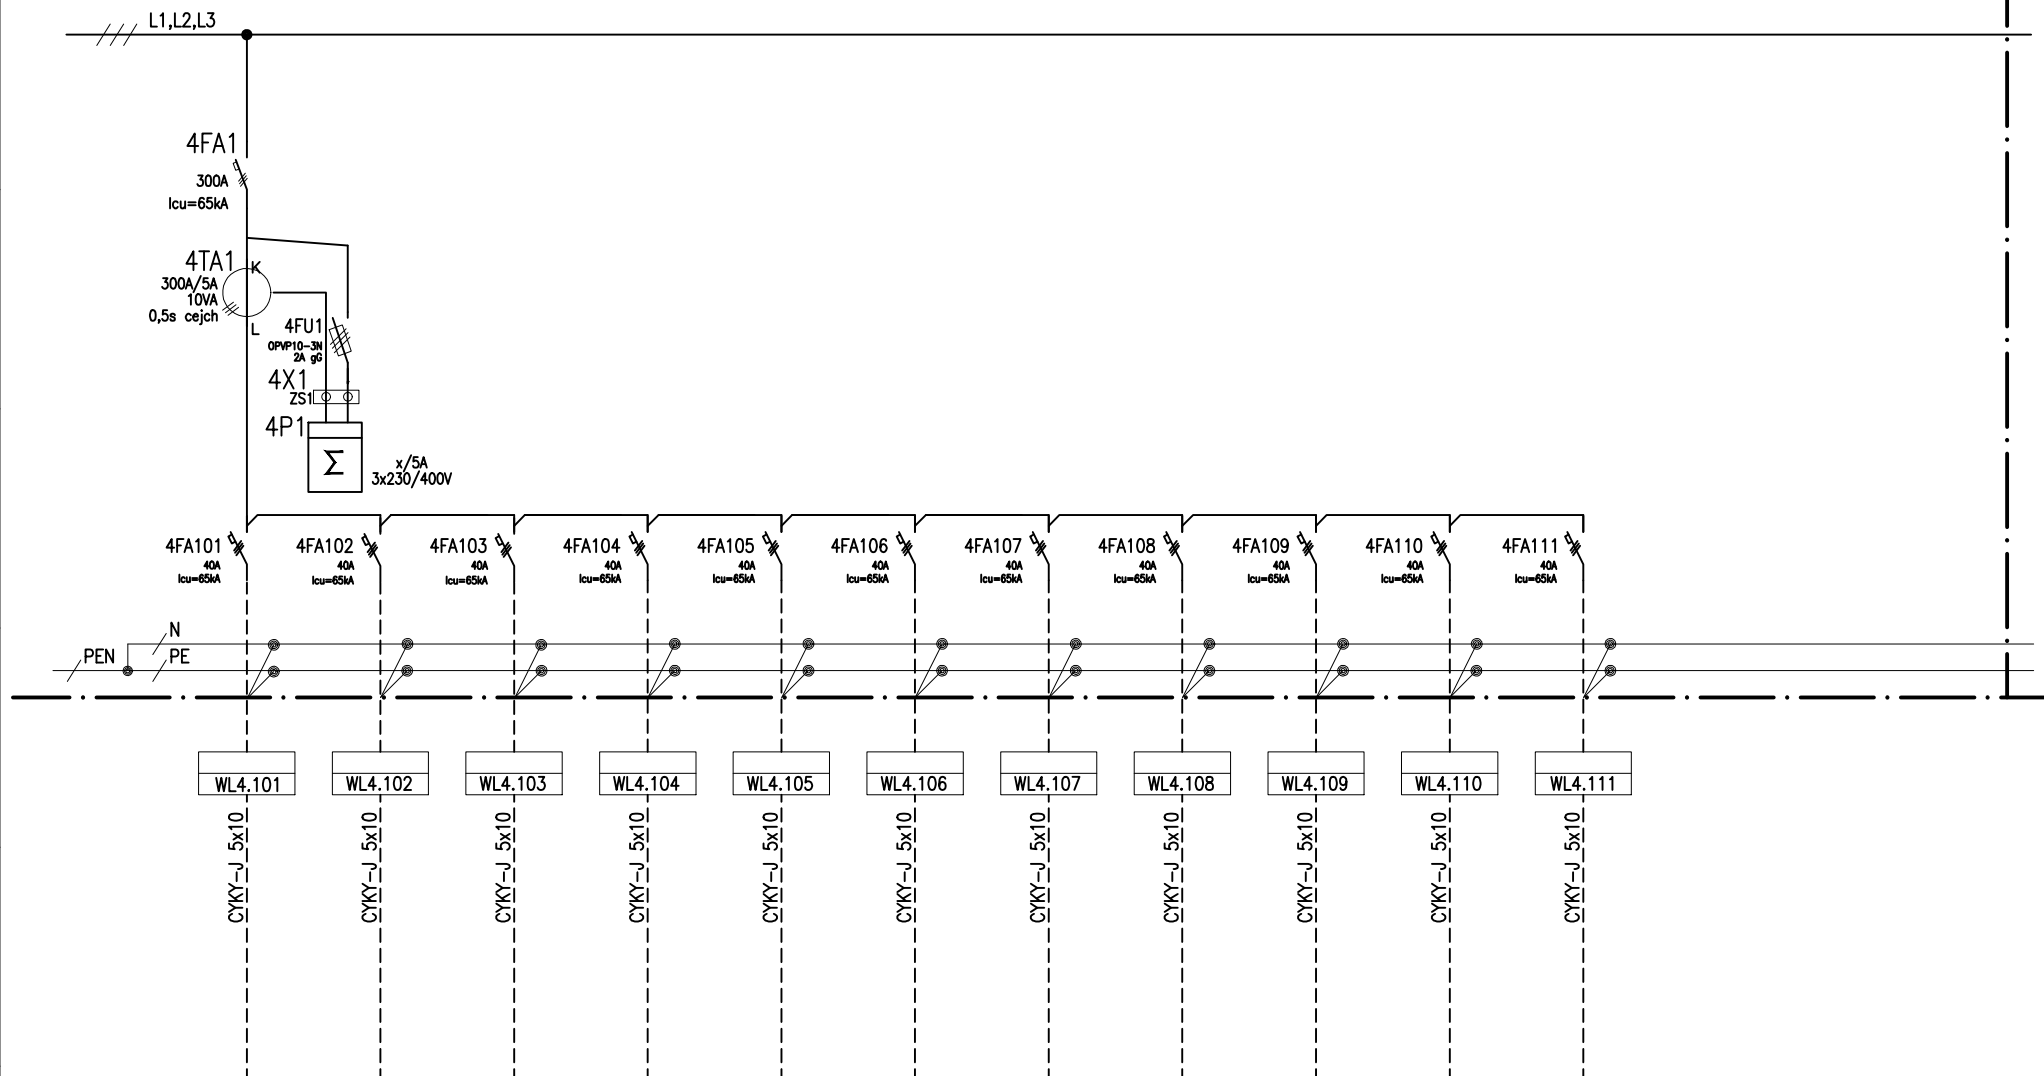 L1,L2,L3
4FA1
300A
Icu=65kA
4TA1
K
300A/5A
10VA
0,5s cejch
L
4FU1
OPVP10-3N
2A gG
4X1
ZS1
4P1
Σ
x/5A
3x230/400V
4FA101 4FA102 4FA103 4FA104 4FA105 4FA106 4FA107 4FA108 4FA109 4FA110 4FA111
40A 40A 40A 40A 40A 40A 40A 40A 40A 40A 40A
Icu=65kA Icu=65kA Icu=65kA Icu=65kA Icu=65kA Icu=65kA Icu=65kA Icu=65kA Icu=65kA Icu=65kA Icu=65kA
N
PEN PE
WL4.101 WL4.102 WL4.103 WL4.104 WL4.105 WL4.106 WL4.107 WL4.108 WL4.109 WL4.110 WL4.111
CYKY-J 5x10
CYKY-J 5x10
CYKY-J 5x10
CYKY-J 5x10
CYKY-J 5x10
CYKY-J 5x10
CYKY-J 5x10
CYKY-J 5x10
CYKY-J 5x10
CYKY-J 5x10
CYKY-J 5x10